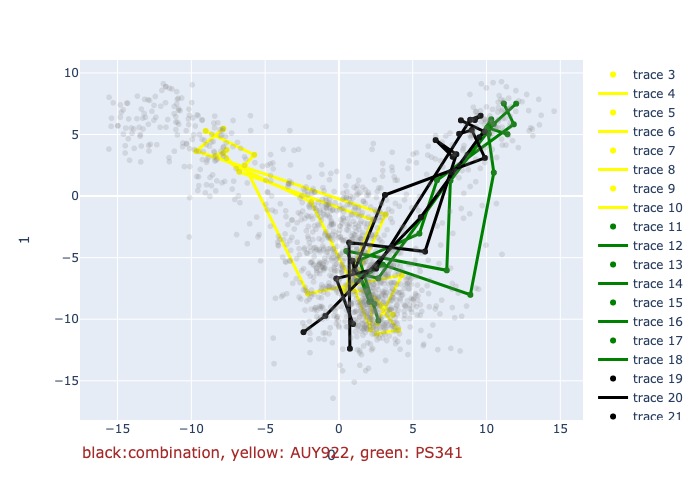 10
5
0
−5
−10
−15
1
−15
−10
−5
0
5
10
15
0
black:combination, yellow: AUY922, green: PS341
trace 3
trace 4
trace 5
trace 6
trace 7
trace 8
trace 9
trace 10
trace 11
trace 12
trace 13
trace 14
trace 15
trace 16
trace 17
trace 18
trace 19
trace 20
trace 21